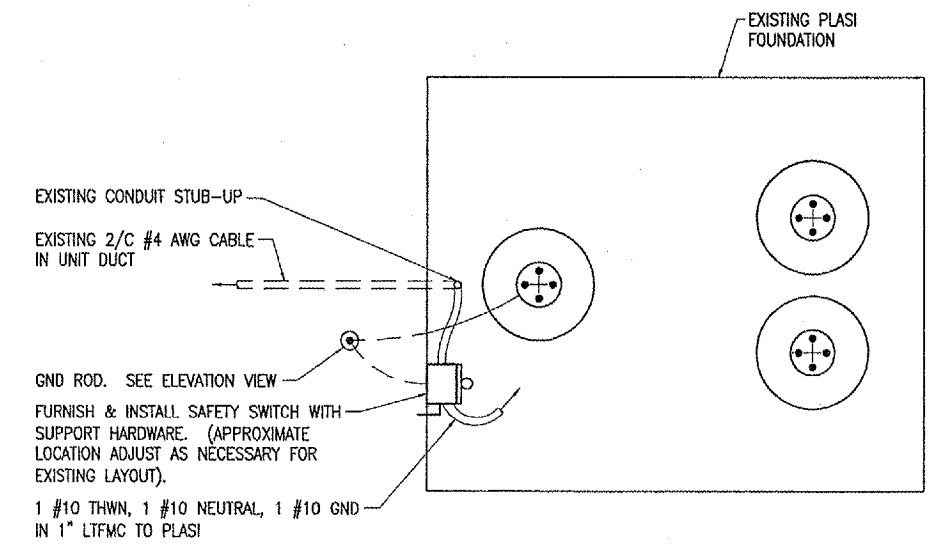 EXISTING PLASI
FOUNDATION
EXISTING CONDUIT STUB-UP
EXISTING 2/C #4 AWG CABLE
IN UNIT DUCT
GND ROD. SEE ELEVATION VIEW
FURNISH & INSTALL SAFETY SWITCH WITH
SUPPORT HARDWARE. (APPROXIMATE
LOCATION ADJUST AS NECESSARY FOR
EXISTING LAYOUT).
1 #10 THWN, 1 #10 NEUTRAL, 1 #10 GND
IN 1" LTFMC TO PLASI